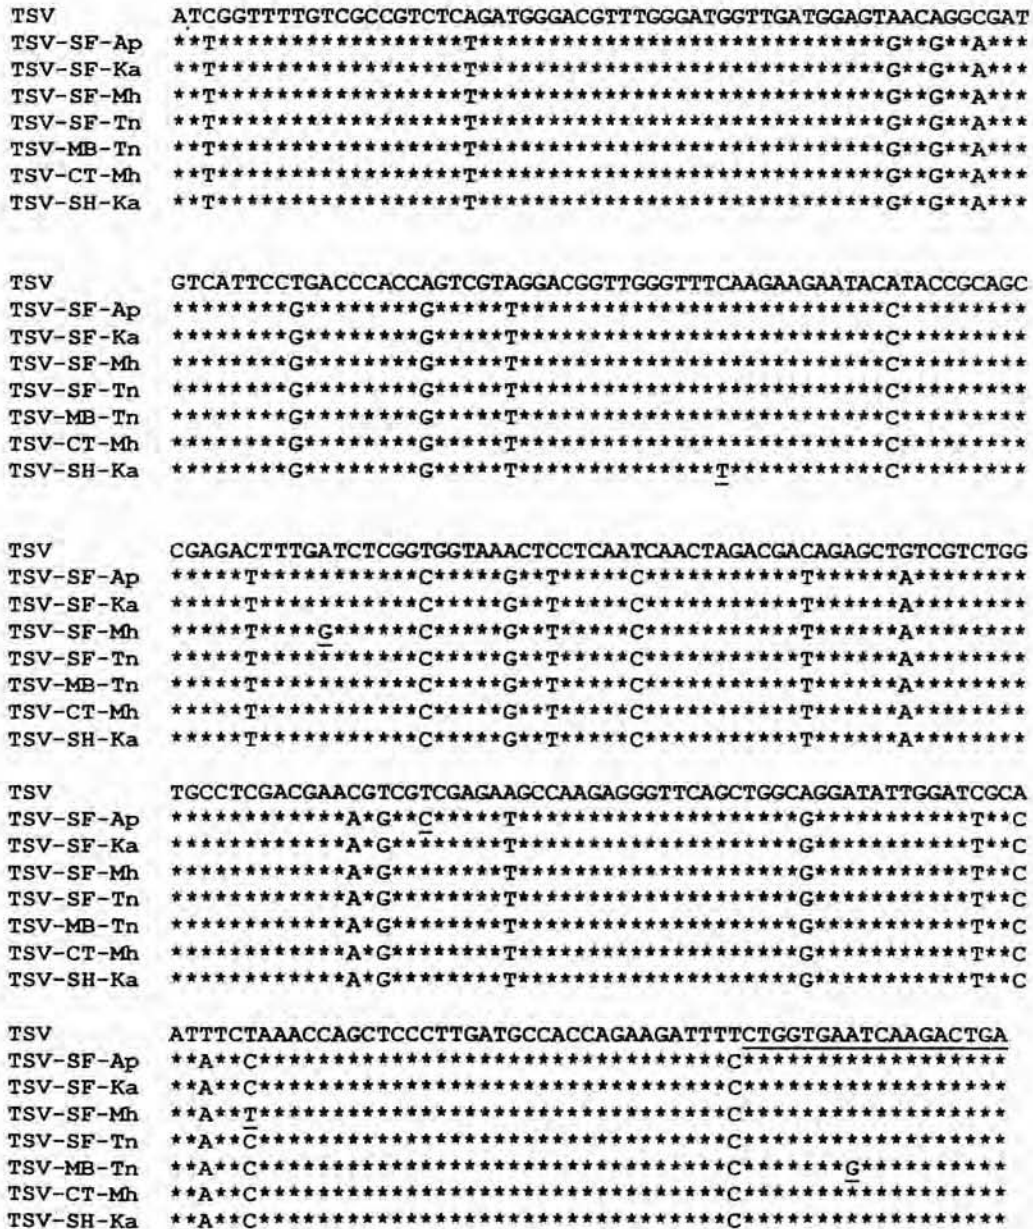 TSV ATCGGTTTTGTCGCCGTCTCAGATGGGACGTTTGGGATGGTTGATGGAGTAACAGGCGAT
TSV-SF-Ap **T*****************T*****************************G**G**A***
TSV-SF-Ka **T*****************T*****************************G**G**A***
TSV-SF-Mh **T*****************T*****************************G**G**A***
TSV-SF-Tn **T*****************T*****************************G**G**A***
TSV-MB-Tn **T*****************T*****************************G**G**A***
TSV-CT-Mh **T*****************T*****************************G**G**A***
TSV-SH-Ka **T*****************T*****************************G**G**A***
TSV GTCATTCCTGACCCACCAGTCGTAGGACGGTTGGGTTTCAAGAAGAATACATACCGCAGC
TSV-SF-Ap ********G********G*****T**************************C*********
TSV-SF-Ka ********G********G*****T**************************C*********
TSV-SF-Mh ********G********G*****T**************************C*********
TSV-SF-Tn ********G********G*****T**************************C*********
TSV-MB-Tn ********G********G*****T**************************C*********
TSV-CT-Mh ********G********G*****T**************************C*********
TSV-SH-Ka ********G********G*****T**************T***********C*********
TSV CGAGACTTTGATCTCGGTGGTAAACTCCTCAATCAACTAGACGACAGAGCTGTCGTCTGG
TSV-SF-Ap *****T***********C*****G**T*****C***********T******A********
TSV-SF-Ka *****T***********C*****G**T*****C***********T******A********
TSV-SF-Mh *****T****G******C*****G**T*****C***********T******A********
TSV-SF-Tn *****T***********C*****G**T*****C***********T******A********
TSV-MB-Tn *****T***********C*****G**T*****C***********T******A********
TSV-CT-Mh *****T***********C*****G**T*****C***********T******A********
TSV-SH-Ka *****T***********C*****G**T*****C***********T******A********
TSV TGCCTCGACGAACGTCGTCGAGAAGCCAAGAGGGTTCAGCTGGCAGGATATTGGATCGCA
TSV-SF-Ap ************A*G**C*****T********************G***********T**C
TSV-SF-Ka ************A*G********T********************G***********T**C
TSV-SF-Mh ************A*G********T********************G***********T**C
TSV-SF-Tn ************A*G********T********************G***********T**C
TSV-MB-Tn ************A*G********T********************G***********T**C
TSV-CT-Mh ************A*G********T********************G***********T**C
TSV-SH-Ka ************A*G********T********************G***********T**C
TSV ATTTCTAAACCAGCTCCCTTGATGCCACCAGAAGATTTTCTGGTGAATCAAGACTGA
TSV-SF-Ap **A**C********************************C******************
TSV-SF-Ka **A**C********************************C******************
TSV-SF-Mh **A**T********************************C******************
TSV-SF-Tn **A**C********************************C******************
TSV-MB-Tn **A**C********************************C*******G**********
TSV-CT-Mh **A**C********************************C******************
TSV-SH-Ka **A**C********************************C******************